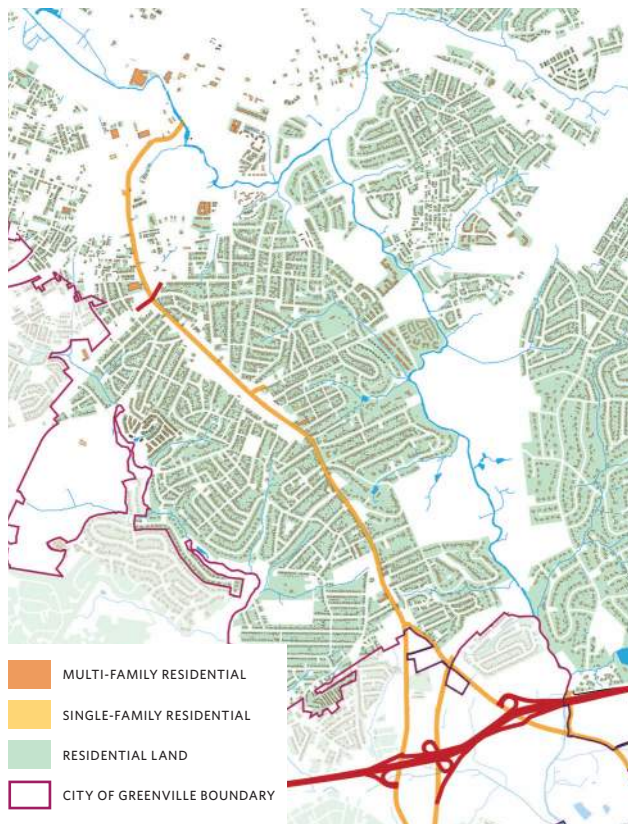 MULTI-FAMILY RESIDENTIAL
SINGLE-FAMILY RESIDENTIAL
RESIDENTIAL LAND
CITY OF GREENVILLE BOUNDARY